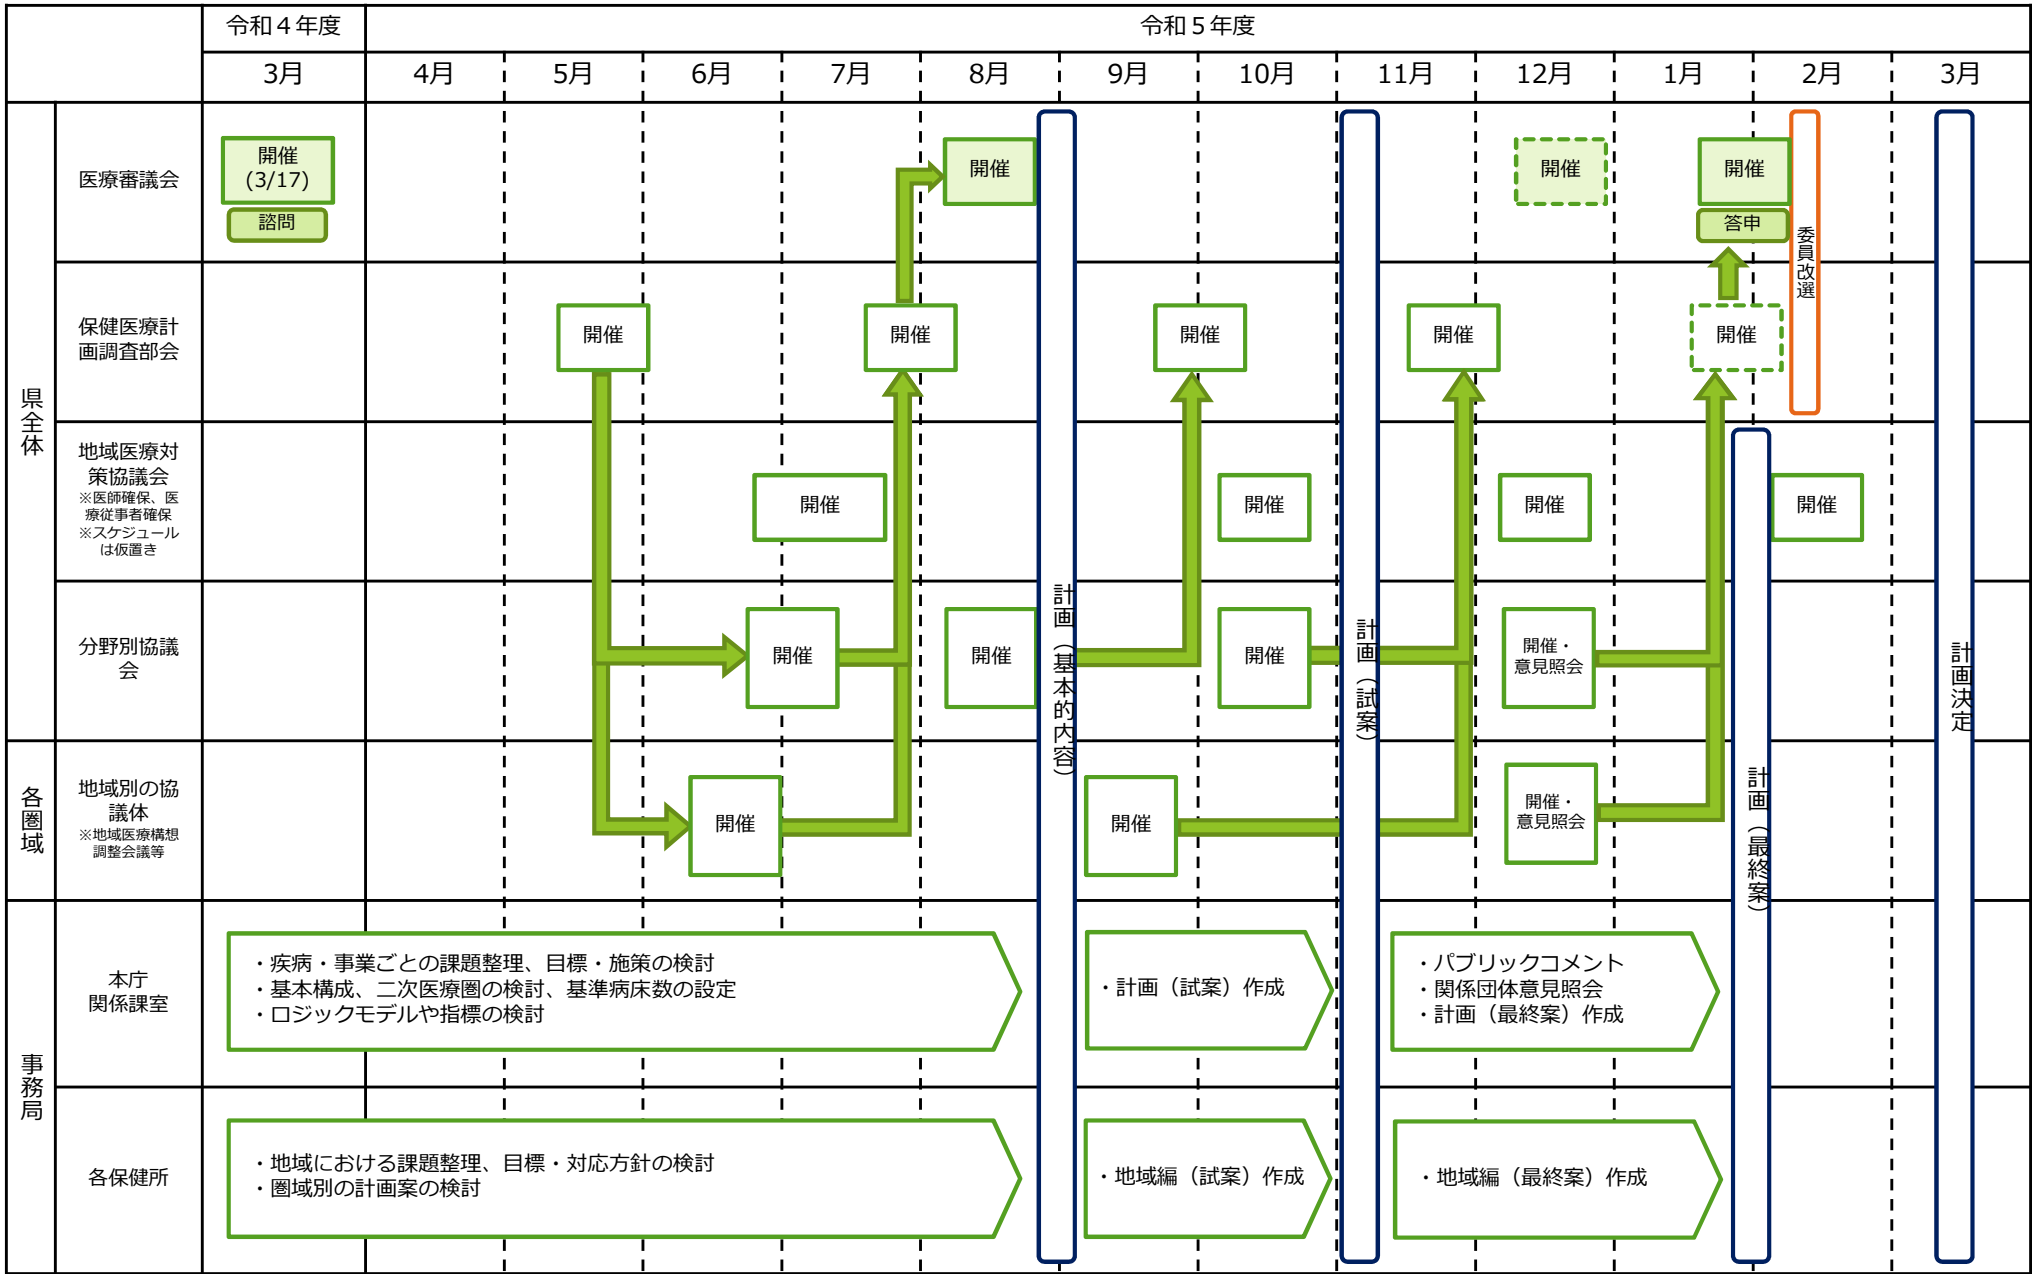 令和４年度
令和５年度
3月
4月
5月
6月
7月
8月
9月
10月
11月
12月
1月
2月
3月
県全体
医療審議会
開催
(3/17)
諮問
開催
開催
開催
答申
委員改選
保健医療計
画調査部会
開催
開催
開催
開催
開催
地域医療対
策協議会
※医師確保、医
療従事者確保
※スケジュール
は仮置き
開催
開催
開催
開催
分野別協議
会
開催
開催
開催
開催・
意見照会
計画（基本的内容）
計画（試案）
計画（最終案）
計画決定
各圏域
地域別の協
議体
※地域医療構想
調整会議等
開催
開催
開催・
意見照会
事務局
本庁
関係課室
・疾病・事業ごとの課題整理、目標・施策の検討
・基本構成、二次医療圏の検討、基準病床数の設定
・ロジックモデルや指標の検討
・計画（試案）作成
・パブリックコメント
・関係団体意見照会
・計画（最終案）作成
各保健所
・地域における課題整理、目標・対応方針の検討
・圏域別の計画案の検討
・地域編（試案）作成
・地域編（最終案）作成